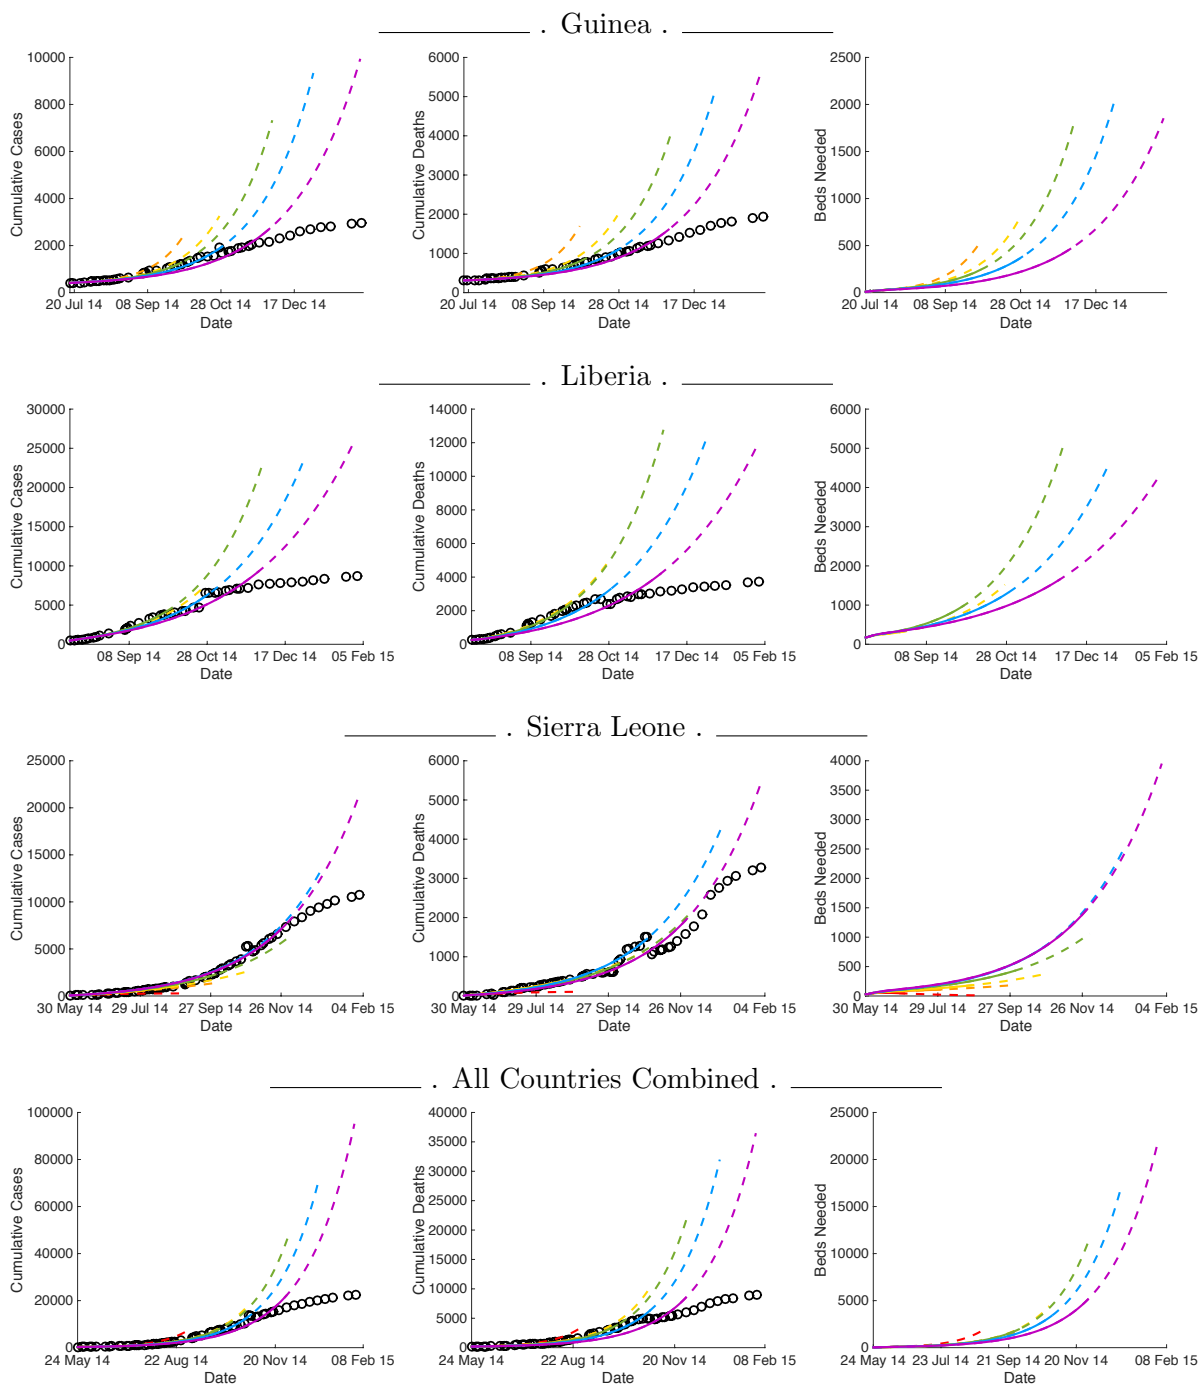 . Guinea .
10000
8000
6000
4000
2000
0
Cumulative Cases
20 Jul 14 08 Sep 14 28 Oct 14 17 Dec 14
Date
6000
5000
4000
3000
2000
1000
0
Cumulative Deaths
20 Jul 14 08 Sep 14 28 Oct 14 17 Dec 14
Date
2500
2000
1500
1000
500
0
Beds Needed
20 Jul 14 08 Sep 14 28 Oct 14 17 Dec 14
Date
. Liberia .
30000
25000
20000
15000
10000
5000
0
Cumulative Cases
08 Sep 14 28 Oct 14 17 Dec 14 05 Feb 15
Date
14000
12000
10000
8000
6000
4000
2000
0
Cumulative Deaths
08 Sep 14 28 Oct 14 17 Dec 14 05 Feb 15
Date
6000
5000
4000
3000
2000
1000
0
Beds Needed
08 Sep 14 28 Oct 14 17 Dec 14 05 Feb 15
Date
. Sierra Leone .
25000
20000
15000
10000
5000
0
Cumulative Cases
30 May 14 29 Jul 14 27 Sep 14 26 Nov 14 04 Feb 15
Date
6000
5000
4000
3000
2000
1000
0
Cumulative Deaths
30 May 14 29 Jul 14 27 Sep 14 26 Nov 14 04 Feb 15
Date
4000
3500
3000
2500
2000
1500
1000
500
0
Beds Needed
30 May 14 29 Jul 14 27 Sep 14 26 Nov 14 04 Feb 15
Date
. All Countries Combined .
100000
80000
60000
40000
20000
0
Cumulative Cases
24 May 14 22 Aug 14 20 Nov 14 08 Feb 15
Date
40000
35000
30000
25000
20000
15000
10000
5000
0
Cumulative Deaths
24 May 14 22 Aug 14 20 Nov 14 08 Feb 15
Date
25000
20000
15000
10000
5000
0
Beds Needed
24 May 14 23 Jul 14 21 Sep 14 20 Nov 14 08 Feb 15
Date